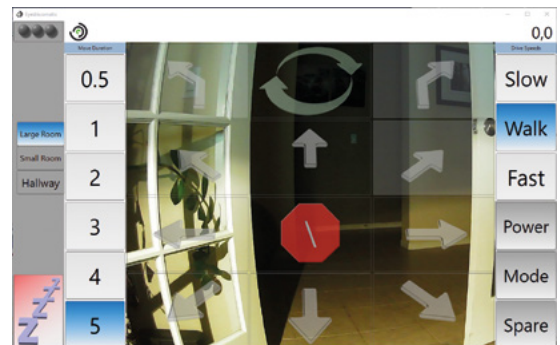 0,0
Move Duration
Drive Speeds
0.5
Slow
1
Walk
Large Room
Small Room
2
Fast
Hallway
3
Power
4
Mode
5
Spare
Z
Z
Z